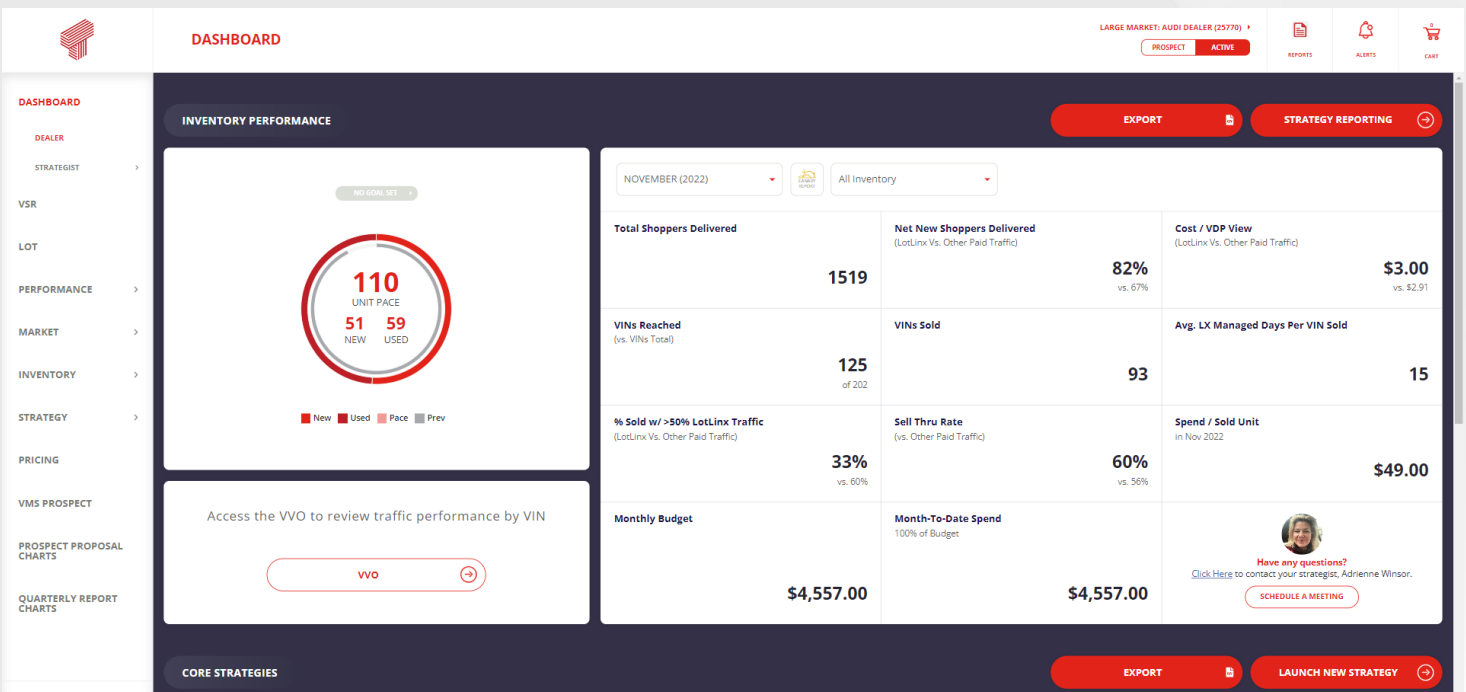 DASHBOARD
LARGE MARKET: AUDI DEALER (25770)
PROSPECT ACTIVE
REPORTS
ALERTS
0
CART
DASHBOARD
DEALER
STRATEGIST
VSR
LOT
PERFORMANCE
MARKET
INVENTORY
STRATEGY
PRICING
VMS PROSPECT
PROSPECT PROPOSAL
CHARTS
QUARTERLY REPORT
CHARTS
INVENTORY PERFORMANCE
EXPORT
STRATEGY REPORTING
NO GOAL SET
110
UNIT PACE
51 59
NEW USED
New Used Pace Prev
Access the VVO to review traffic performance by VIN
VVO
NOVEMBER (2022)
All Inventory
Total Shoppers Delivered
1519
Net New Shoppers Delivered
(LotLinx Vs. Other Paid Traffic)
82%
vs. 67%
Cost / VDP View
(LotLinx Vs. Other Paid Traffic)
$3.00
vs. $2.91
VINs Reached
(vs. VINs Total)
125
of 202
VINs Sold
93
Avg. LX Managed Days Per VIN Sold
15
% Sold w/ >50% LotLinx Traffic
(LotLinx Vs. Other Paid Traffic)
33%
vs. 60%
Sell Thru Rate
(vs. Other Paid Traffic)
60%
vs. 56%
Spend / Sold Unit
in Nov 2022
$49.00
Monthly Budget
$4,557.00
Month-To-Date Spend
100% of Budget
$4,557.00
Have any questions?
Click Here to contact your strategist, Adrienne Winsor.
SCHEDULE A MEETING
CORE STRATEGIES
EXPORT
LAUNCH NEW STRATEGY